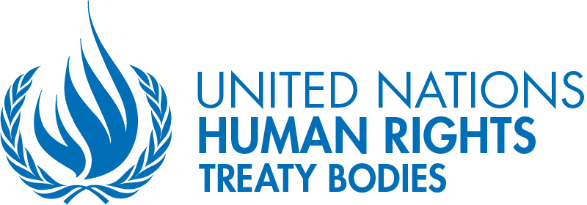 UNITED NATIONS
HUMAN RIGHTS
TREATY BODIES